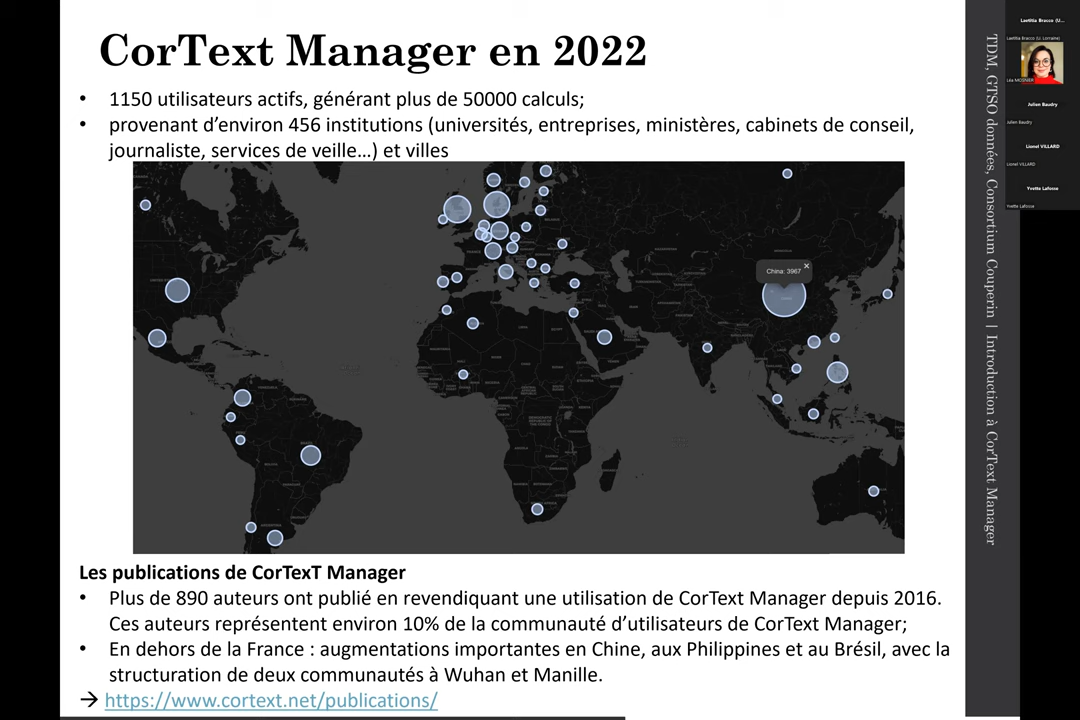 CorText Manager en 2022
• 1150 utilisateurs actifs, générant plus de 50000 calculs;
• provenant d’environ 456 institutions (universités, entreprises, ministères, cabinets de conseil,
journaliste, services de veille…) et villes
China: 3967
Les publications de CorTexT Manager
• Plus de 890 auteurs ont publié en revendiquant une utilisation de CorText Manager depuis 2016.
Ces auteurs représentent environ 10% de la communauté d’utilisateurs de CorText Manager;
• En dehors de la France : augmentations importantes en Chine, aux Philippines et au Brésil, avec la
structuration de deux communautés à Wuhan et Manille.
→ https://www.cortext.net/publications/
TDM, GTSO données, Consortium Couperin | Introduction à CorText Manager
Laetitia Bracco (U...
Laetitia Bracco (U. Lorraine)
Léa MOSNIER
Julien Baudry
Julien Baudry
Lionel VILLARD
Lionel VILLARD
Yvette Lafosse
Yvette Lafosse